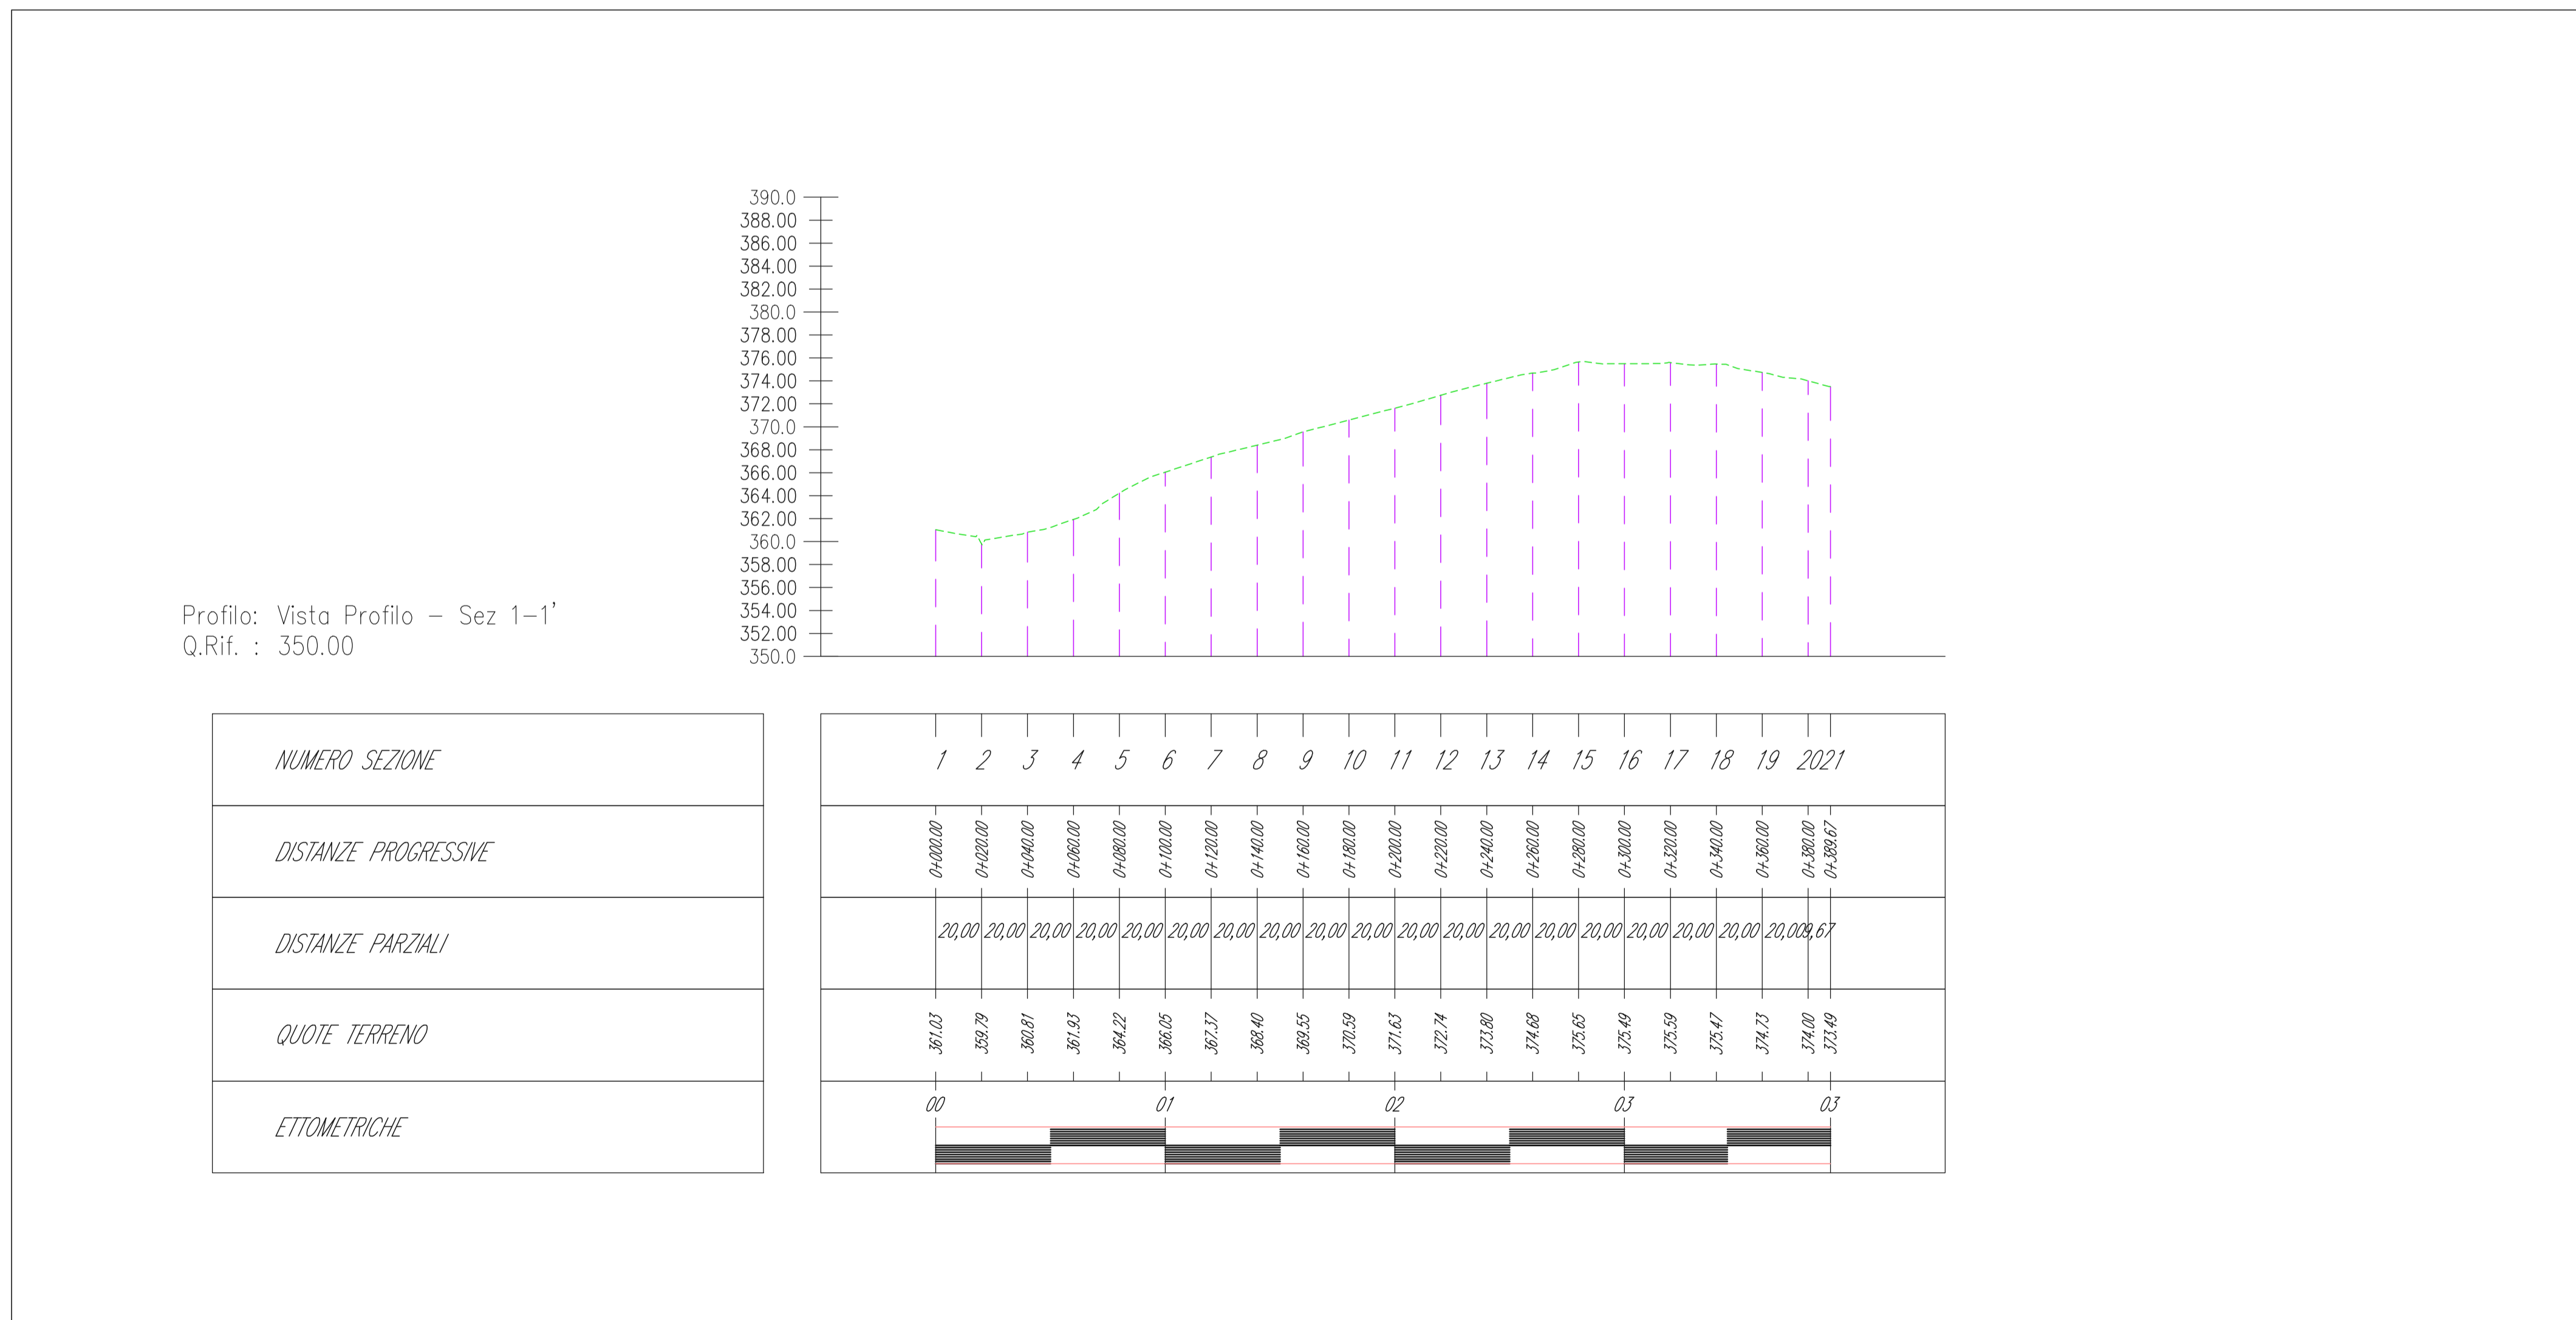 390.0
388.00
386.00
384.00
382.00
380.0
378.00
376.00
374.00
372.00
370.0
368.00
366.00
364.00
362.00
360.0
358.00
356.00
354.00
352.00
350.0
Profilo: Vista Profilo – Sez 1–1'
Q.Rif. : 350.00
NUMERO SEZIONE
1 2 3 4 5 6 7 8 9 10 11 12 13 14 15 16 17 18 19 20 21
DISTANZE PROGRESSIVE
0+000.00 0+020.00 0+040.00 0+060.00 0+080.00 0+100.00 0+120.00 0+140.00 0+160.00 0+180.00 0+200.00 0+220.00 0+240.00 0+260.00 0+280.00 0+300.00 0+320.00 0+340.00 0+360.00 0+380.00 0+389.67
DISTANZE PARZIALI
20,00 20,00 20,00 20,00 20,00 20,00 20,00 20,00 20,00 20,00 20,00 20,00 20,00 20,00 20,00 20,00 20,00 20,00 20,00 9,67
QUOTE TERRENO
361.03 359.79 360.81 361.93 364.22 366.05 367.37 368.40 369.55 370.59 371.63 372.74 373.80 374.68 375.65 375.49 375.59 375.47 374.73 374.00 373.49
ETTOMETRICHE
00 01 02 03 03